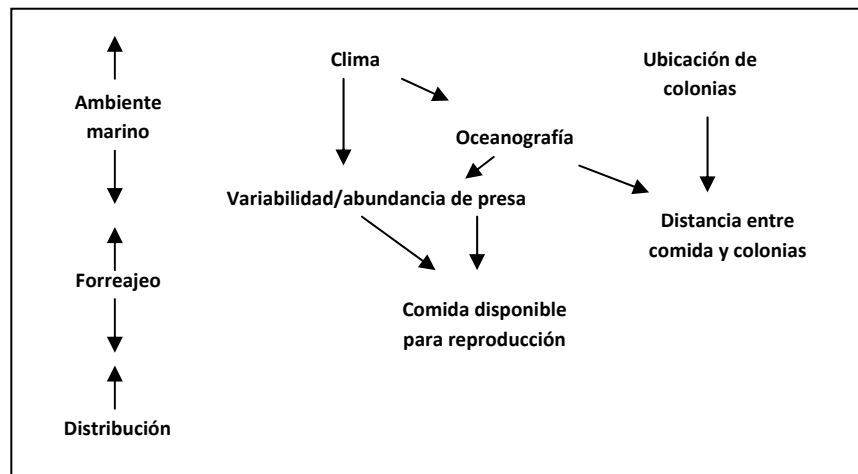 Clima
Ubicación de
colonias
Ambiente
marino
Oceanografía
Variabilidad/abundancia de presa
Distancia entre
comida y colonias
Forreajeo
Comida disponible
para reproducción
Distribución